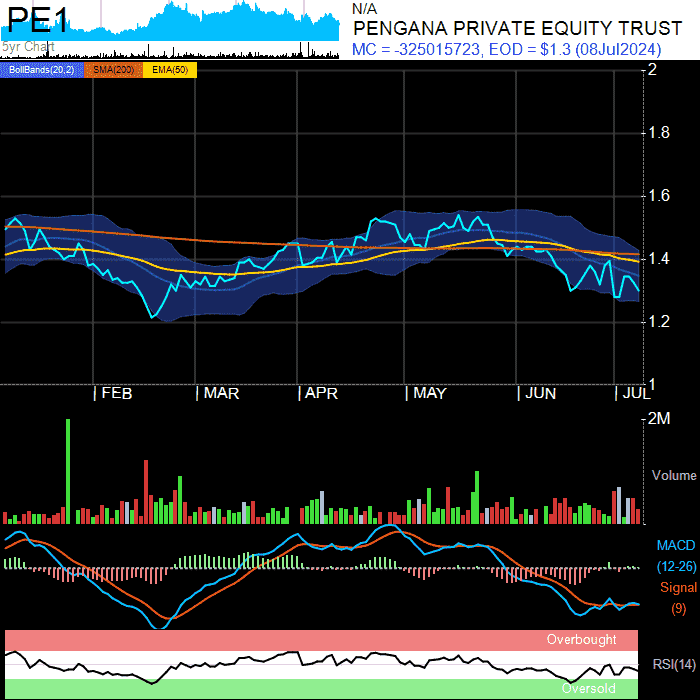 PE1
5yr Chart
N/A
PENGANA PRIVATE EQUITY TRUST
MC = -325015723, EOD = $1.3 (08Jul2024)
BollBands(20,2) SMA(200) EMA(50)
2
1.8
1.6
1.4
1.2
1
| FEB | MAR | APR | MAY | JUN | JUL
2M
Volume
MACD
(12-26)
Signal
(9)
Overbought
RSI(14)
Oversold